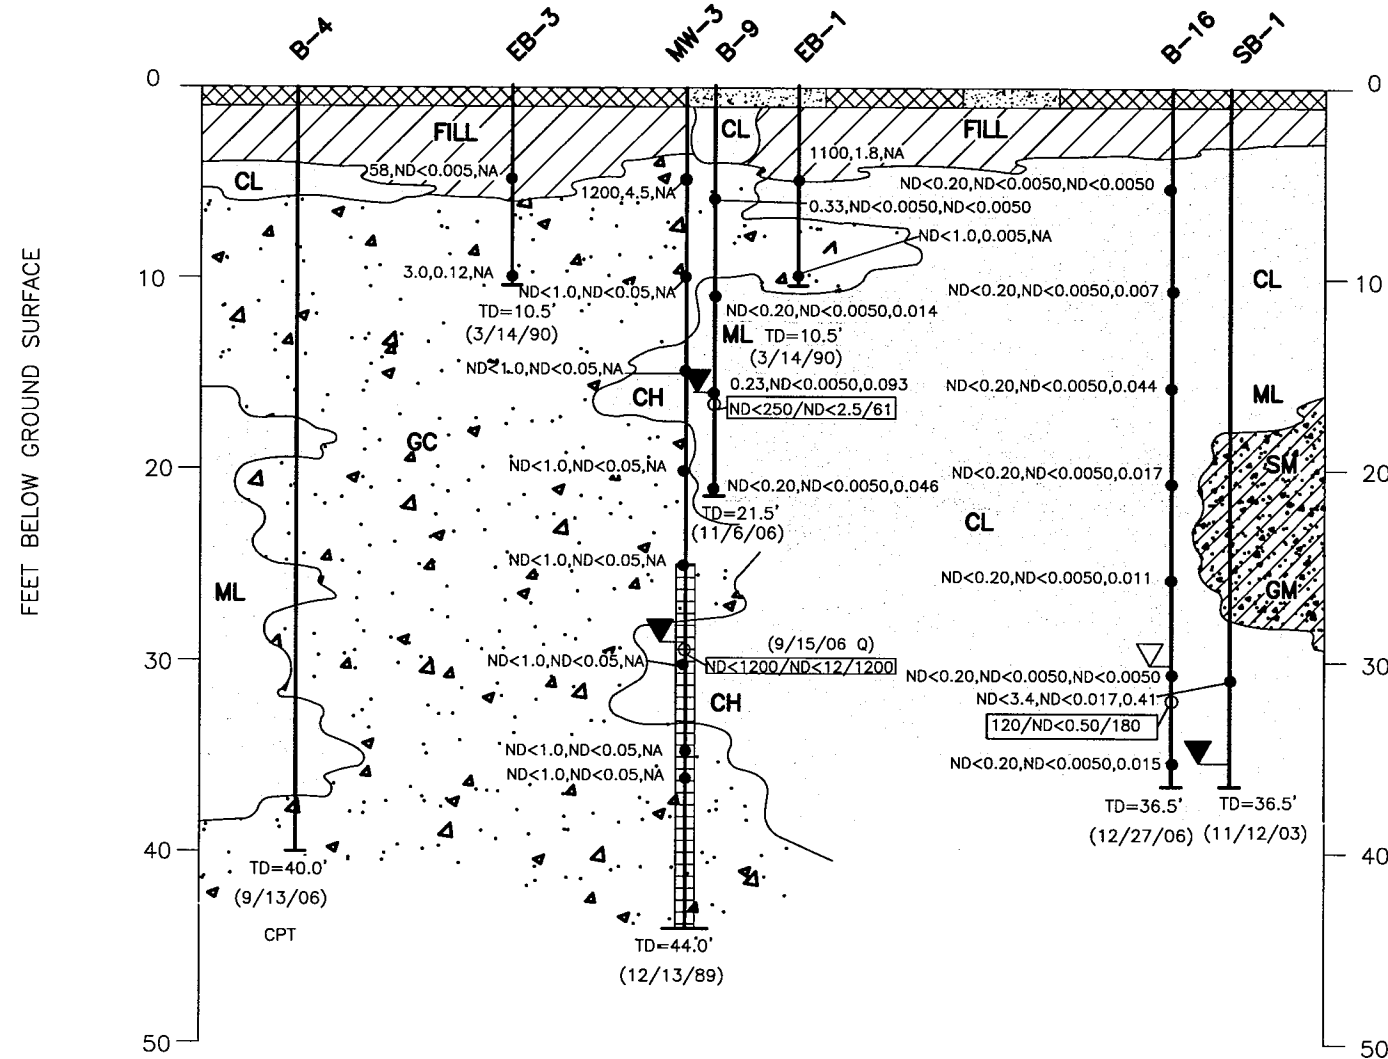 B-4
EB-3
MW-3
B-9
EB-1
B-16
SB-1
0
0
FILL
CL
FILL
1100,1.8,NA
58,ND<0.005,NA
CL
1200,4.5,NA
ND<0.20,ND<0.0050,ND<0.0050
0.33,ND<0.0050,ND<0.0050
ND<1.0,0.005,NA
3.0,0.12,NA
10
10
CL
ND<1.0,ND<0.05,NA
ND<0.20,ND<0.0050,0.007
TD=10.5'
(3/14/90)
ND<0.20,ND<0.0050,0.014
ML
TD=10.5'
(3/14/90)
ND<1.0,ND<0.05,NA
0.23,ND<0.0050,0.093
ND<0.20,ND<0.0050,0.044
CH
ML
ND<250/ND<2.5/61
GC
20
20
ND<1.0,ND<0.05,NA
ND<0.20,ND<0.0050,0.017
SM
ND<0.20,ND<0.0050,0.046
TD=21.5'
(11/6/06)
CL
ND<1.0,ND<0.05,NA
ND<0.20,ND<0.0050,0.011
ML
GM
FEET BELOW GROUND SURFACE
(9/15/06 Q)
30
30
ND<1.0,ND<0.05,NA
ND<1200/ND<12/1200
ND<0.20,ND<0.0050,ND<0.0050
CH
ND<3.4,ND<0.017,0.41
120/ND<0.50/180
ND<1.0,ND<0.05,NA
ND<0.20,ND<0.0050,0.015
ND<1.0,ND<0.05,NA
TD=36.5'
(12/27/06)
TD=36.5'
(11/12/03)
40
40
TD=40.0'
(9/13/06)
CPT
TD=44.0'
(12/13/89)
50
50